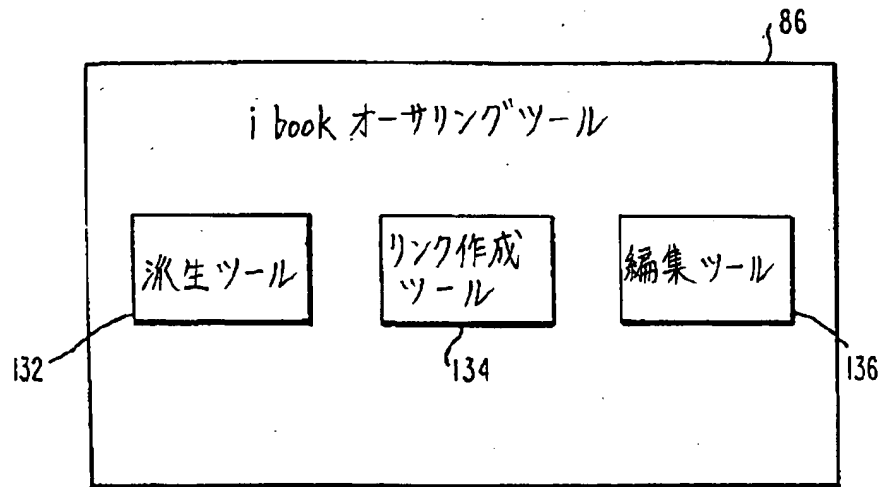 86
i book オーサリングツール
派生ツール
リンク作成
ツール
編集ツール
132
134
136